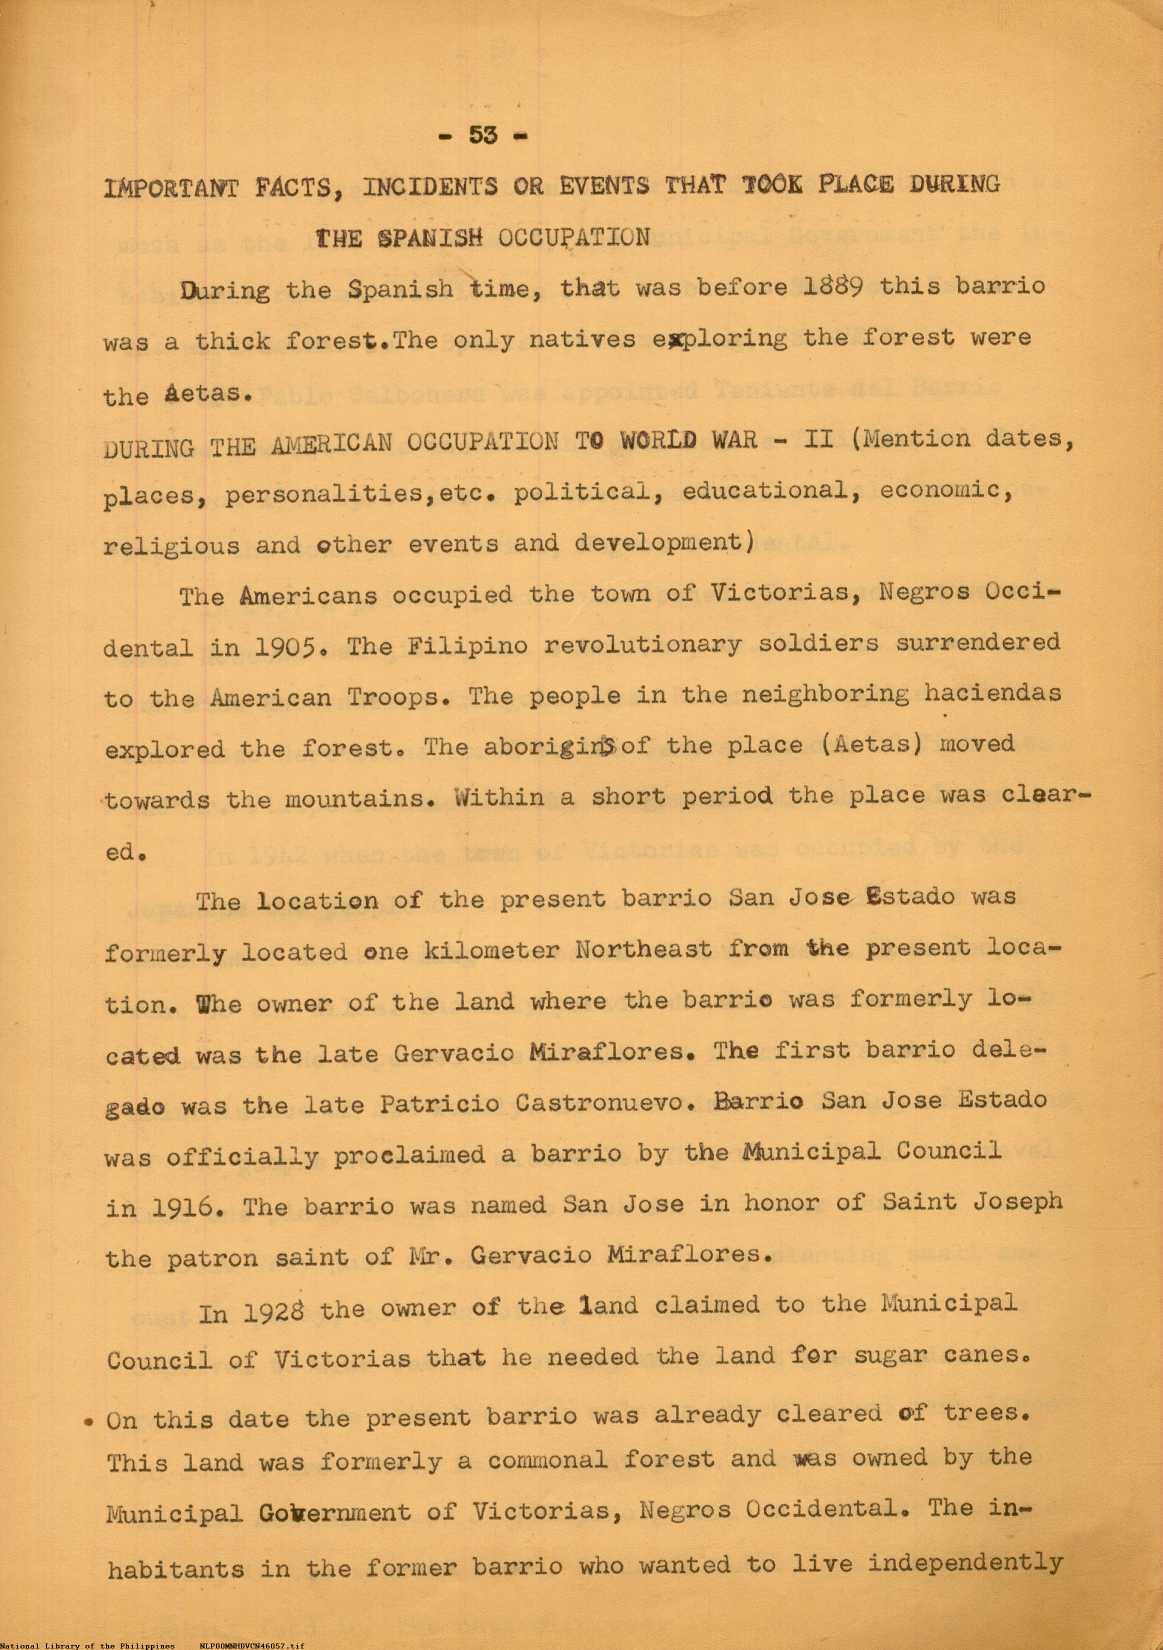 - 53 -
IMPORTANT FACTS, INCIDENTS OR EVENTS THAT TOOK PLACE DURING
THE SPANISH OCCUPATION
During the Spanish time, that was before 1889 this barrio
was a thick forest.The only natives exploring the forest were
the Aetas.
DURING THE AMERICAN OCCUPATION TO WORLD WAR - II (Mention dates,
places, personalities,etc. political, educational, economic,
religious and other events and development)
The Americans occupied the town of Victorias, Negros Occi-
dental in 1905. The Filipino revolutionary soldiers surrendered
to the American Troops. The people in the neighboring haciendas
explored the forest. The aborigins of the place (Aetas) moved
towards the mountains. Within a short period the place was clear-
ed.
The location of the present barrio San Jose Estado was
formerly located one kilometer Northeast from the present loca-
tion. The owner of the land where the barrio was formerly lo-
cated was the late Gervacio Miraflores. The first barrio dele-
gado was the late Patricio Castronuevo. Barrio San Jose Estado
was officially proclaimed a barrio by the Municipal Council
in 1916. The barrio was named San Jose in honor of Saint Joseph
the patron saint of Mr. Gervacio Miraflores.
In 1928 the owner of the land claimed to the Municipal
Council of Victorias that he needed the land for sugar canes.
On this date the present barrio was already cleared of trees.
This land was formerly a commonal forest and was owned by the
Municipal Government of Victorias, Negros Occidental. The in-
habitants in the former barrio who wanted to live independently
National Library of the Philippines NLP00MNHDVCN46057.tif